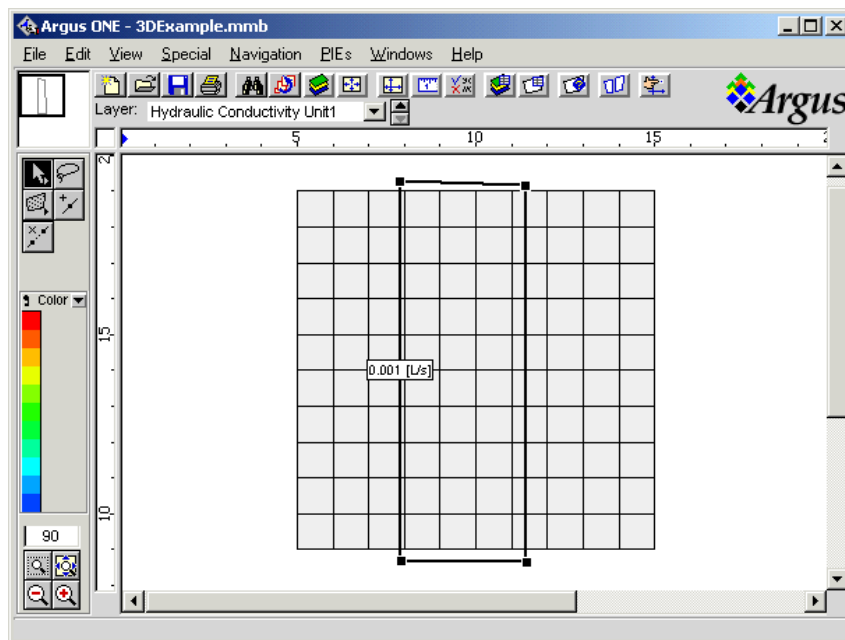 Argus ONE - 3DExample.mmb
File Edit View Special Navigation PIEs Windows Help
Layer: Hydraulic Conductivity Unit1
Argus
5 10 15
15
10
Color
0.001 [L/s]
90